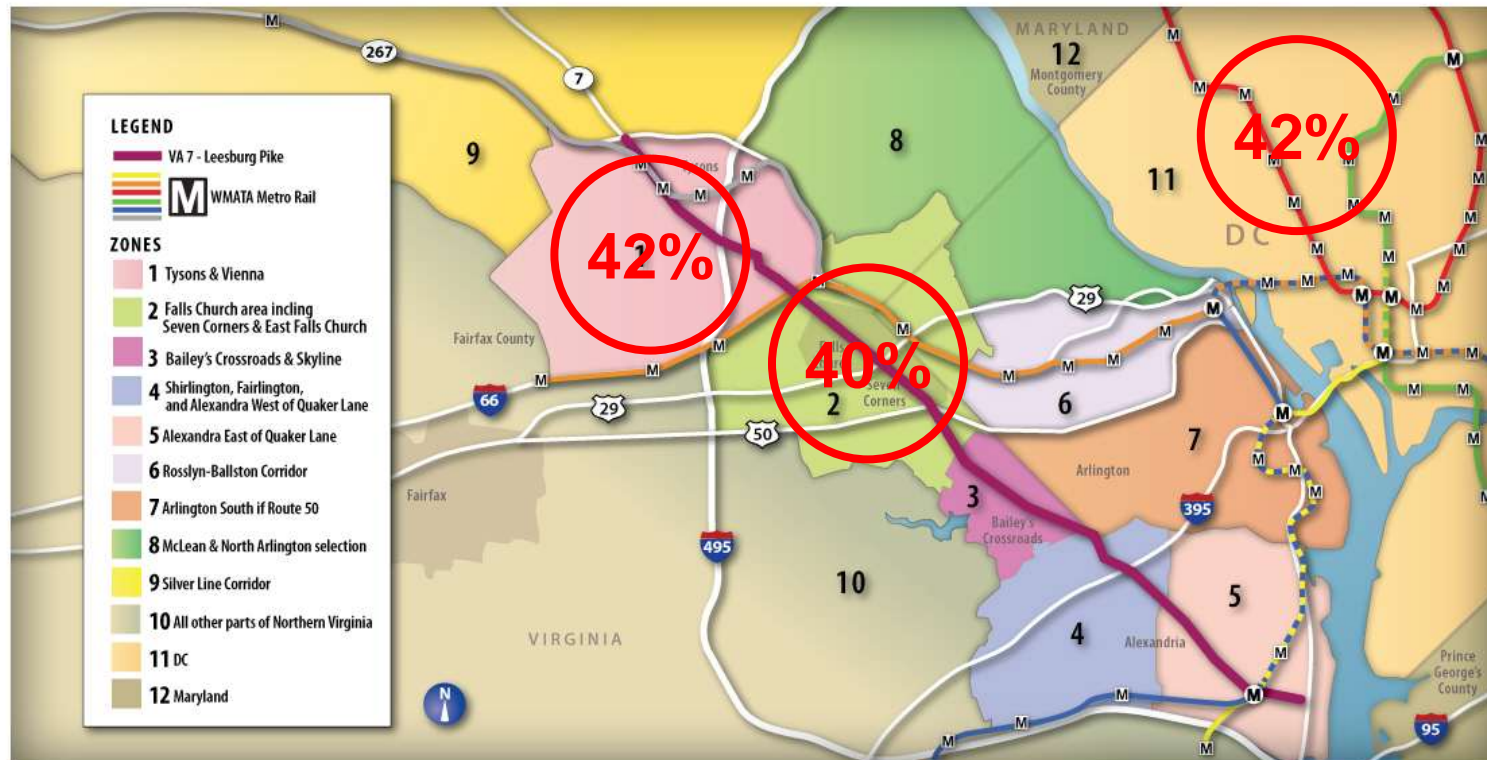 LEGEND
VA 7 - Leesburg Pike
M WMATA Metro Rail
ZONES
1 Tysons & Vienna
2 Falls Church area incling
Seven Corners & East Falls Church
3 Bailey's Crossroads & Skyline
4 Shirlington, Fairlington,
and Alexandra West of Quaker Lane
5 Alexandra East of Quaker Lane
6 Rosslyn-Ballston Corridor
7 Arlington South if Route 50
8 McLean & North Arlington selection
9 Silver Line Corridor
10 All other parts of Northern Virginia
11 DC
12 Maryland
N
267
7
9
Tysons
42%
Fairfax County
66
29
50
Fairfax
495
VIRGINIA
10
8
MARYLAND
12
Montgomery
County
11
42%
DC
40%
2
Seven
Corners
29
6
7
Arlington
395
3
Bailey's
Crossroads
4
Alexandria
5
Prince
George's
County
95